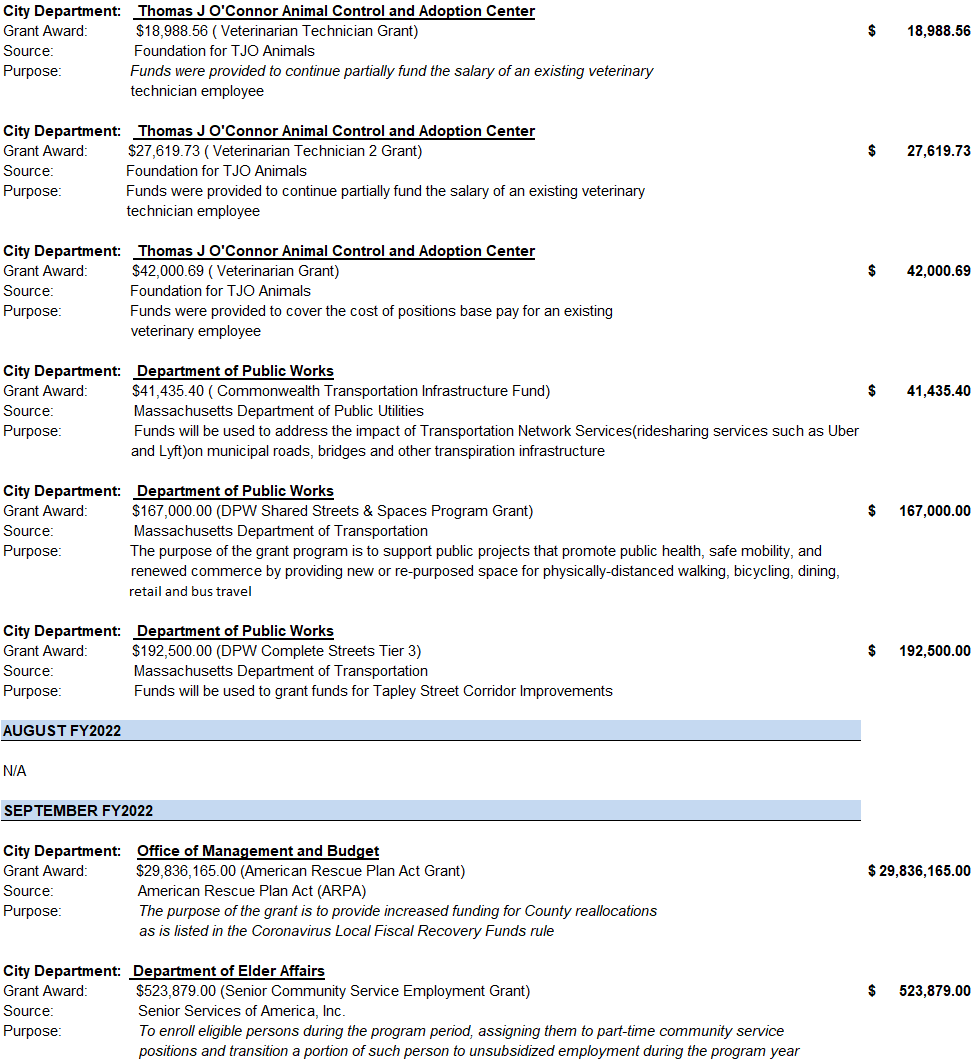 City Department: Thomas J O'Connor Animal Control and Adoption Center
Grant Award: $18,988.56 ( Veterinarian Technician Grant) $ 18,988.56
Source: Foundation for TJO Animals
Purpose: Funds were provided to continue partially fund the salary of an existing veterinary
technician employee
City Department: Thomas J O'Connor Animal Control and Adoption Center
Grant Award: $27,619.73 ( Veterinarian Technician 2 Grant) $ 27,619.73
Source: Foundation for TJO Animals
Purpose: Funds were provided to continue partially fund the salary of an existing veterinary
technician employee
City Department: Thomas J O'Connor Animal Control and Adoption Center
Grant Award: $42,000.69 ( Veterinarian Grant) $ 42,000.69
Source: Foundation for TJO Animals
Purpose: Funds were provided to cover the cost of positions base pay for an existing
veterinary employee
City Department: Department of Public Works
Grant Award: $41,435.40 ( Commonwealth Transportation Infrastructure Fund) $ 41,435.40
Source: Massachusetts Department of Public Utilities
Purpose: Funds will be used to address the impact of Transportation Network Services(ridesharing services such as Uber
and Lyft)on municipal roads, bridges and other transpiration infrastructure
City Department: Department of Public Works
Grant Award: $167,000.00 (DPW Shared Streets & Spaces Program Grant) $ 167,000.00
Source: Massachusetts Department of Transportation
Purpose: The purpose of the grant program is to support public projects that promote public health, safe mobility, and
renewed commerce by providing new or re-purposed space for physically-distanced walking, bicycling, dining,
retail and bus travel
City Department: Department of Public Works
Grant Award: $192,500.00 (DPW Complete Streets Tier 3) $ 192,500.00
Source: Massachusetts Department of Transportation
Purpose: Funds will be used to grant funds for Tapley Street Corridor Improvements
AUGUST FY2022
N/A
SEPTEMBER FY2022
City Department: Office of Management and Budget
Grant Award: $29,836,165.00 (American Rescue Plan Act Grant) $ 29,836,165.00
Source: American Rescue Plan Act (ARPA)
Purpose: The purpose of the grant is to provide increased funding for County reallocations
as is listed in the Coronavirus Local Fiscal Recovery Funds rule
City Department: Department of Elder Affairs
Grant Award: $523,879.00 (Senior Community Service Employment Grant) $ 523,879.00
Source: Senior Services of America, Inc.
Purpose: To enroll eligible persons during the program period, assigning them to part-time community service
positions and transition a portion of such person to unsubsidized employment during the program year